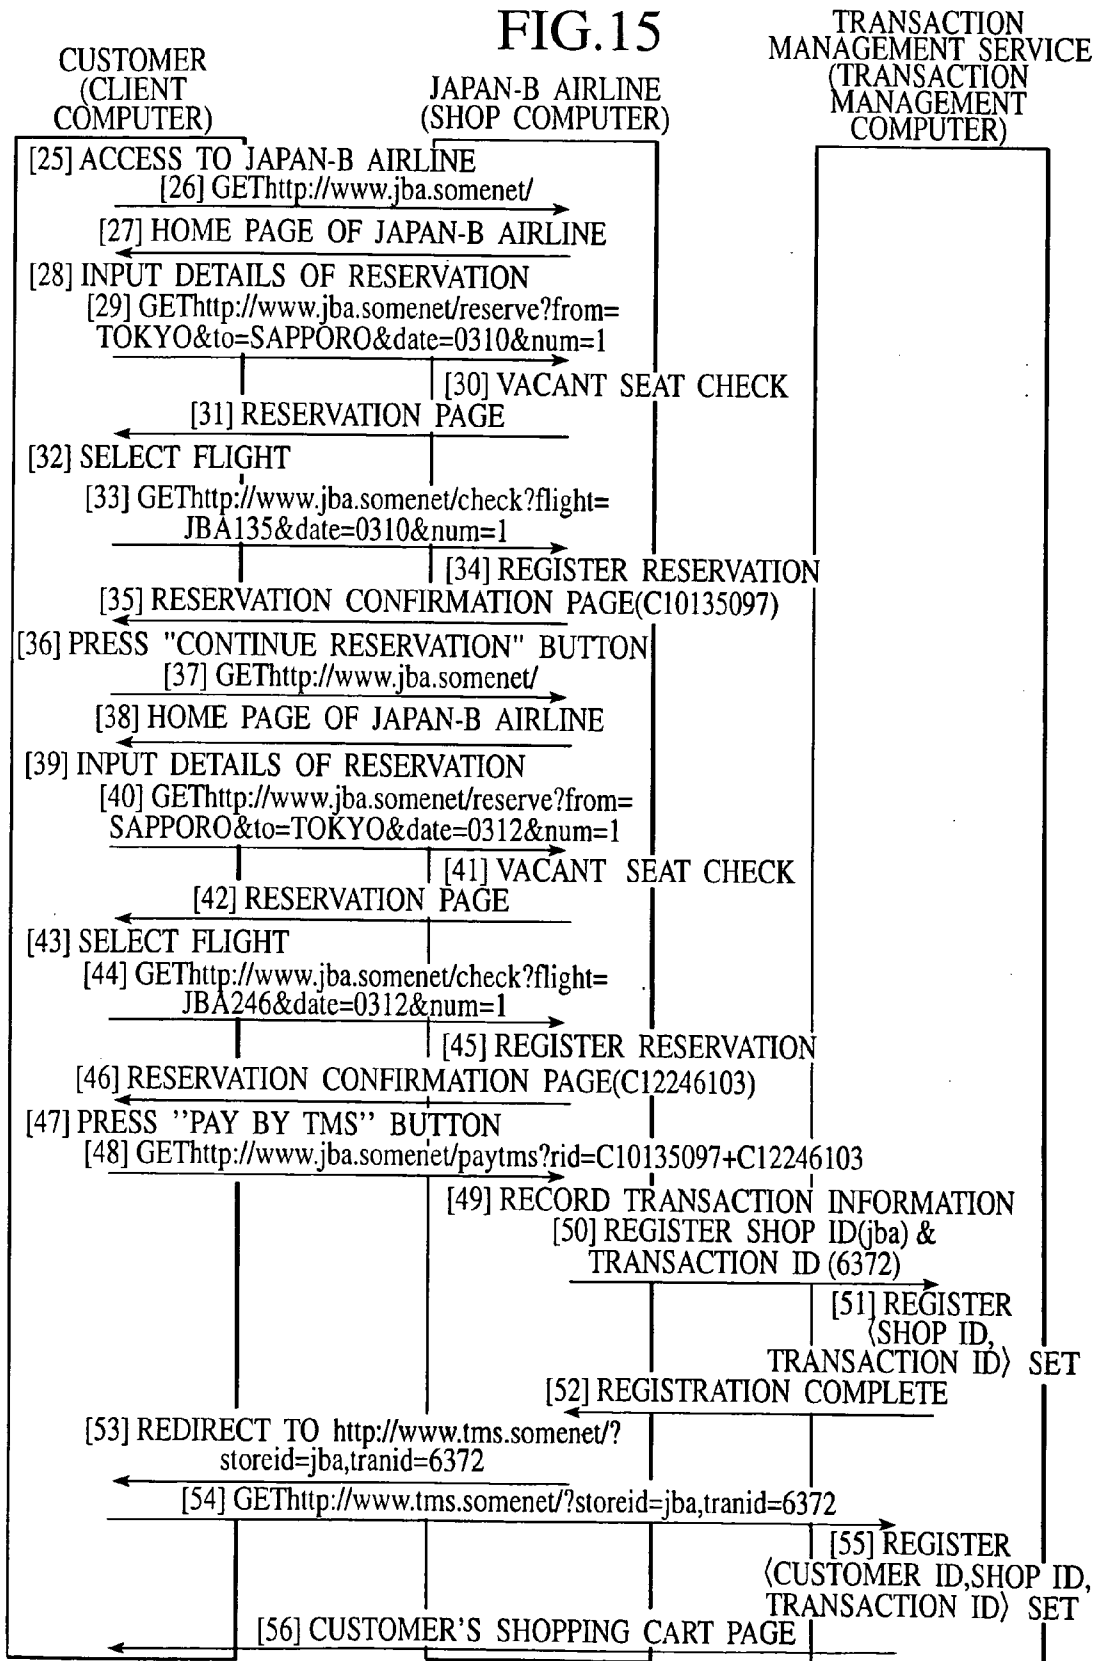 FIG.15
CUSTOMER
(CLIENT
COMPUTER)
JAPAN-B AIRLINE
(SHOP COMPUTER)
TRANSACTION
MANAGEMENT SERVICE
(TRANSACTION
MANAGEMENT
COMPUTER)
[25] ACCESS TO JAPAN-B AIRLINE
[26] GEThttp://www.jba.somenet/
[27] HOME PAGE OF JAPAN-B AIRLINE
[28] INPUT DETAILS OF RESERVATION
[29] GEThttp://www.jba.somenet/reserve?from=
TOKYO&to=SAPPORO&date=0310&num=1
[30] VACANT SEAT CHECK
[31] RESERVATION PAGE
[32] SELECT FLIGHT
[33] GEThttp://www.jba.somenet/check?flight=
JBA135&date=0310&num=1
[34] REGISTER RESERVATION
[35] RESERVATION CONFIRMATION PAGE(C10135097)
[36] PRESS "CONTINUE RESERVATION" BUTTON
[37] GEThttp://www.jba.somenet/
[38] HOME PAGE OF JAPAN-B AIRLINE
[39] INPUT DETAILS OF RESERVATION
[40] GEThttp://www.jba.somenet/reserve?from=
SAPPORO&to=TOKYO&date=0312&num=1
[41] VACANT SEAT CHECK
[42] RESERVATION PAGE
[43] SELECT FLIGHT
[44] GEThttp://www.jba.somenet/check?flight=
JBA246&date=0312&num=1
[45] REGISTER RESERVATION
[46] RESERVATION CONFIRMATION PAGE(C12246103)
[47] PRESS ''PAY BY TMS'' BUTTON
[48] GEThttp://www.jba.somenet/paytms?rid=C10135097+C12246103
[49] RECORD TRANSACTION INFORMATION
[50] REGISTER SHOP ID(jba) &
TRANSACTION ID (6372)
[51] REGISTER
⟨SHOP ID,
TRANSACTION ID⟩ SET
[52] REGISTRATION COMPLETE
[53] REDIRECT TO http://www.tms.somenet/?
storeid=jba,tranid=6372
[54] GEThttp://www.tms.somenet/?storeid=jba,tranid=6372
[55] REGISTER
⟨CUSTOMER ID,SHOP ID,
TRANSACTION ID⟩ SET
[56] CUSTOMER'S SHOPPING CART PAGE